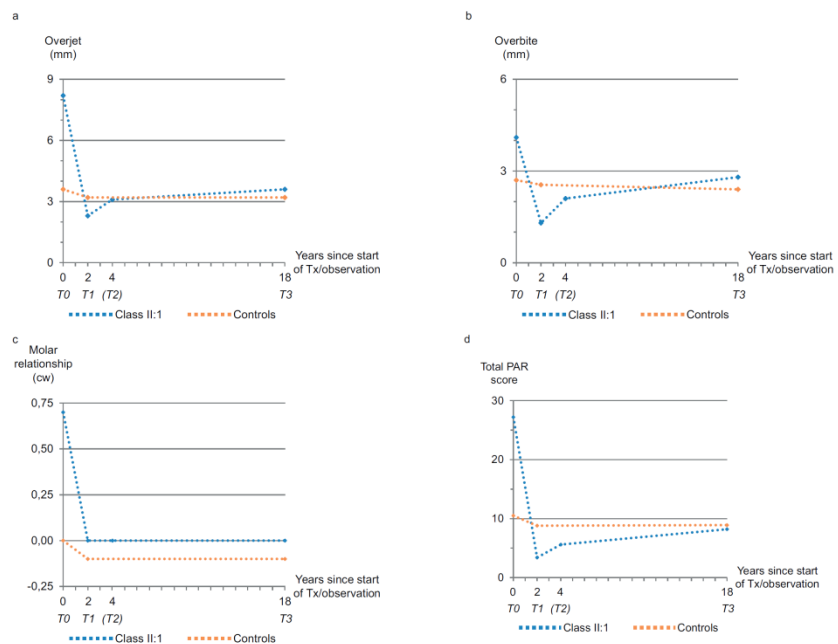 a
Overjet
(mm)
9
6
3
0
0 2 4 18
T0 T1 (T2) T3
Years since start
of Tx/observation
Class II:1 Controls
b
Overbite
(mm)
6
3
0
0 2 4 18
T0 T1 (T2) T3
Years since start
of Tx/observation
Class II:1 Controls
c
Molar
relationship
(cw)
0,75
0,50
0,25
0,00
-0,25
0 2 4 18
T0 T1 (T2) T3
Years since start
of Tx/observation
Class II:1 Controls
d
Total PAR
score
30
20
10
0
0 2 4 18
T0 T1 (T2) T3
Years since start
of Tx/observation
Class II:1 Controls